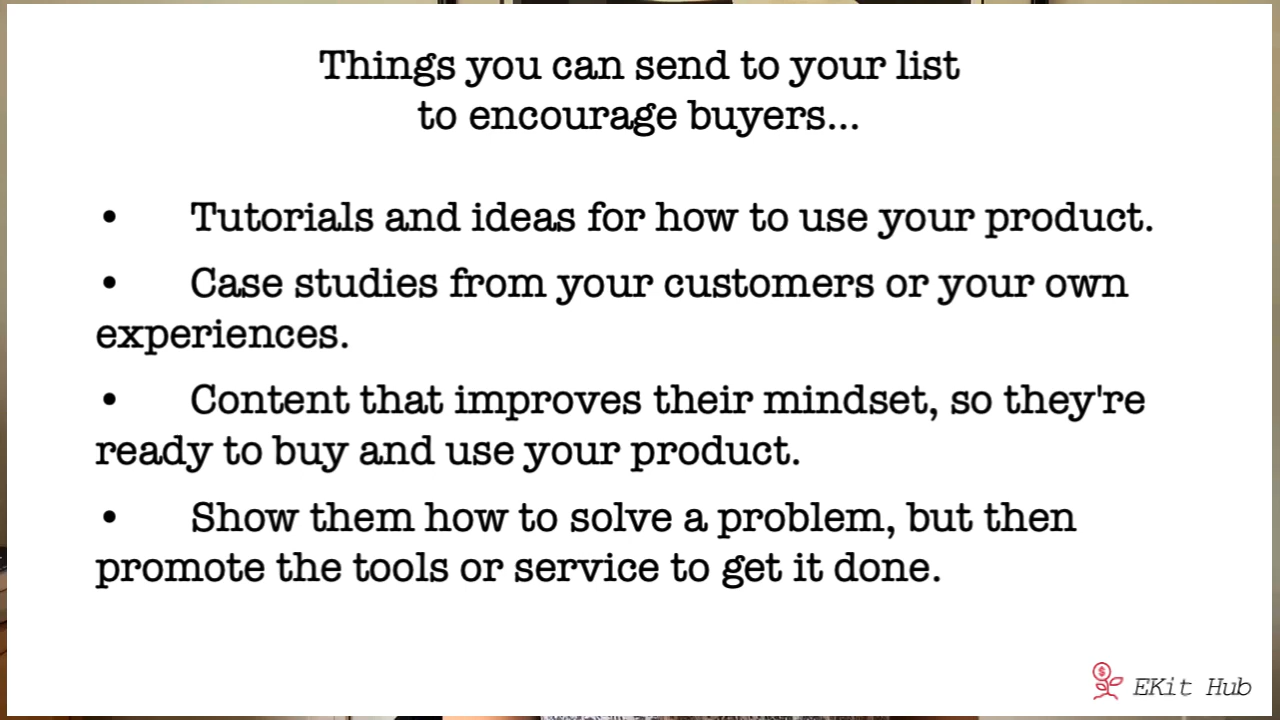 Things you can send to your list
to encourage buyers...
• Tutorials and ideas for how to use your product.
• Case studies from your customers or your own
experiences.
• Content that improves their mindset, so they're
ready to buy and use your product.
• Show them how to solve a problem, but then
promote the tools or service to get it done.
$
EKit Hub